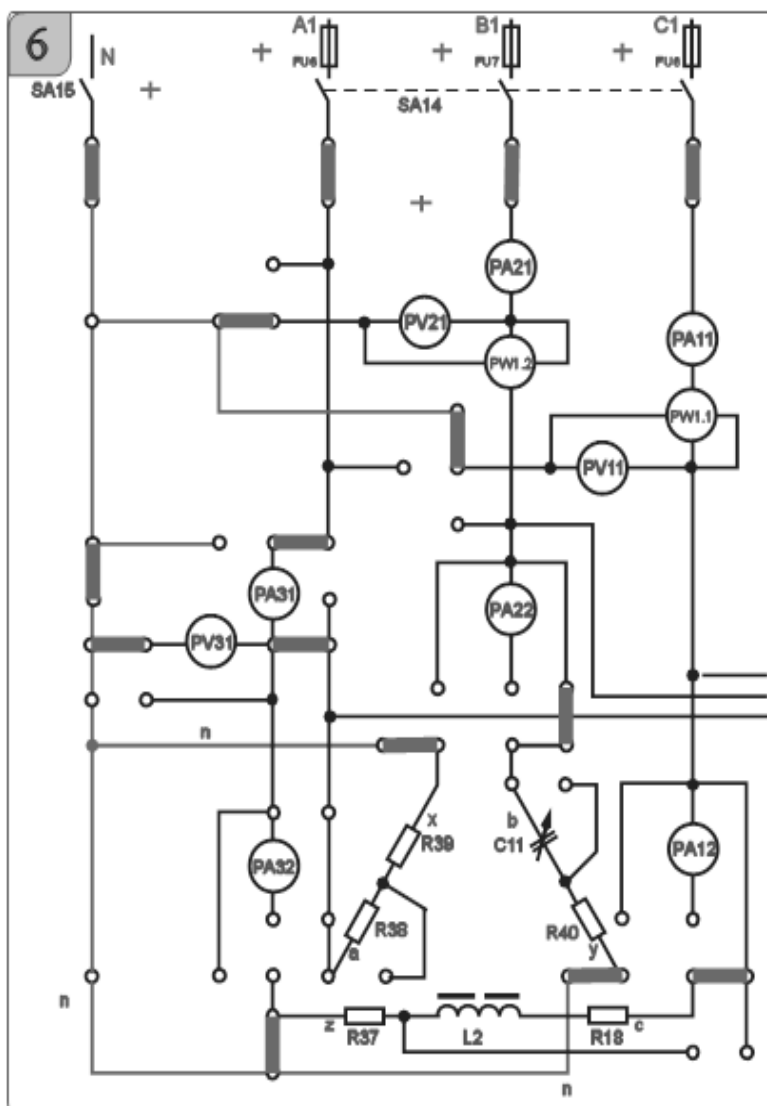 6
A1 B1 C1
N
FU6 FU7 FU8
SA15
SA14
PA21
PV21
PA11
PW1.2
PW1.1
PV11
PA31
PA22
PV31
n
x b
R39 C11
PA32 PA12
R38 R40
a y
n
z c
R37 L2 R18
n